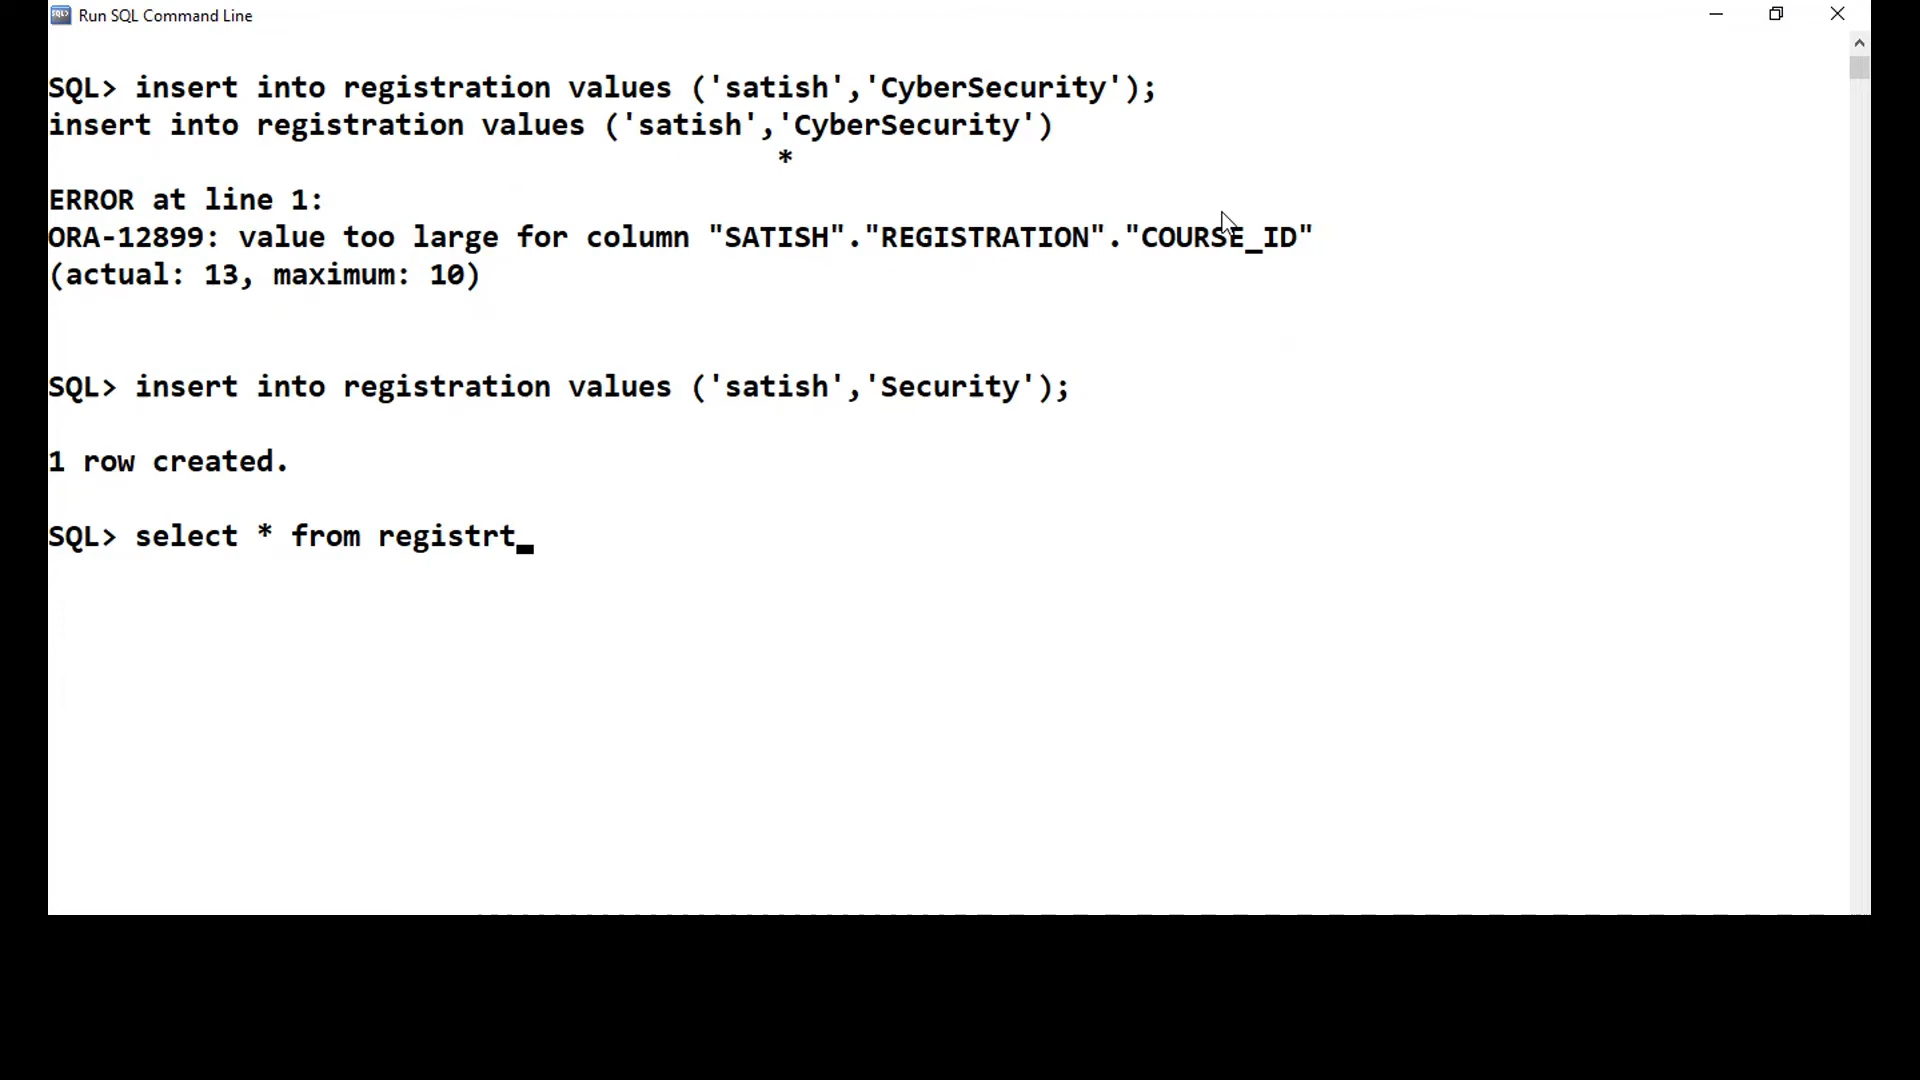 Run SQL Command Line
SQL> insert into registration values ('satish','CyberSecurity');
insert into registration values ('satish','CyberSecurity')
*
ERROR at line 1:
ORA-12899: value too large for column "SATISH"."REGISTRATION"."COURSE_ID"
(actual: 13, maximum: 10)
SQL> insert into registration values ('satish','Security');
1 row created.
SQL> select * from registrt_